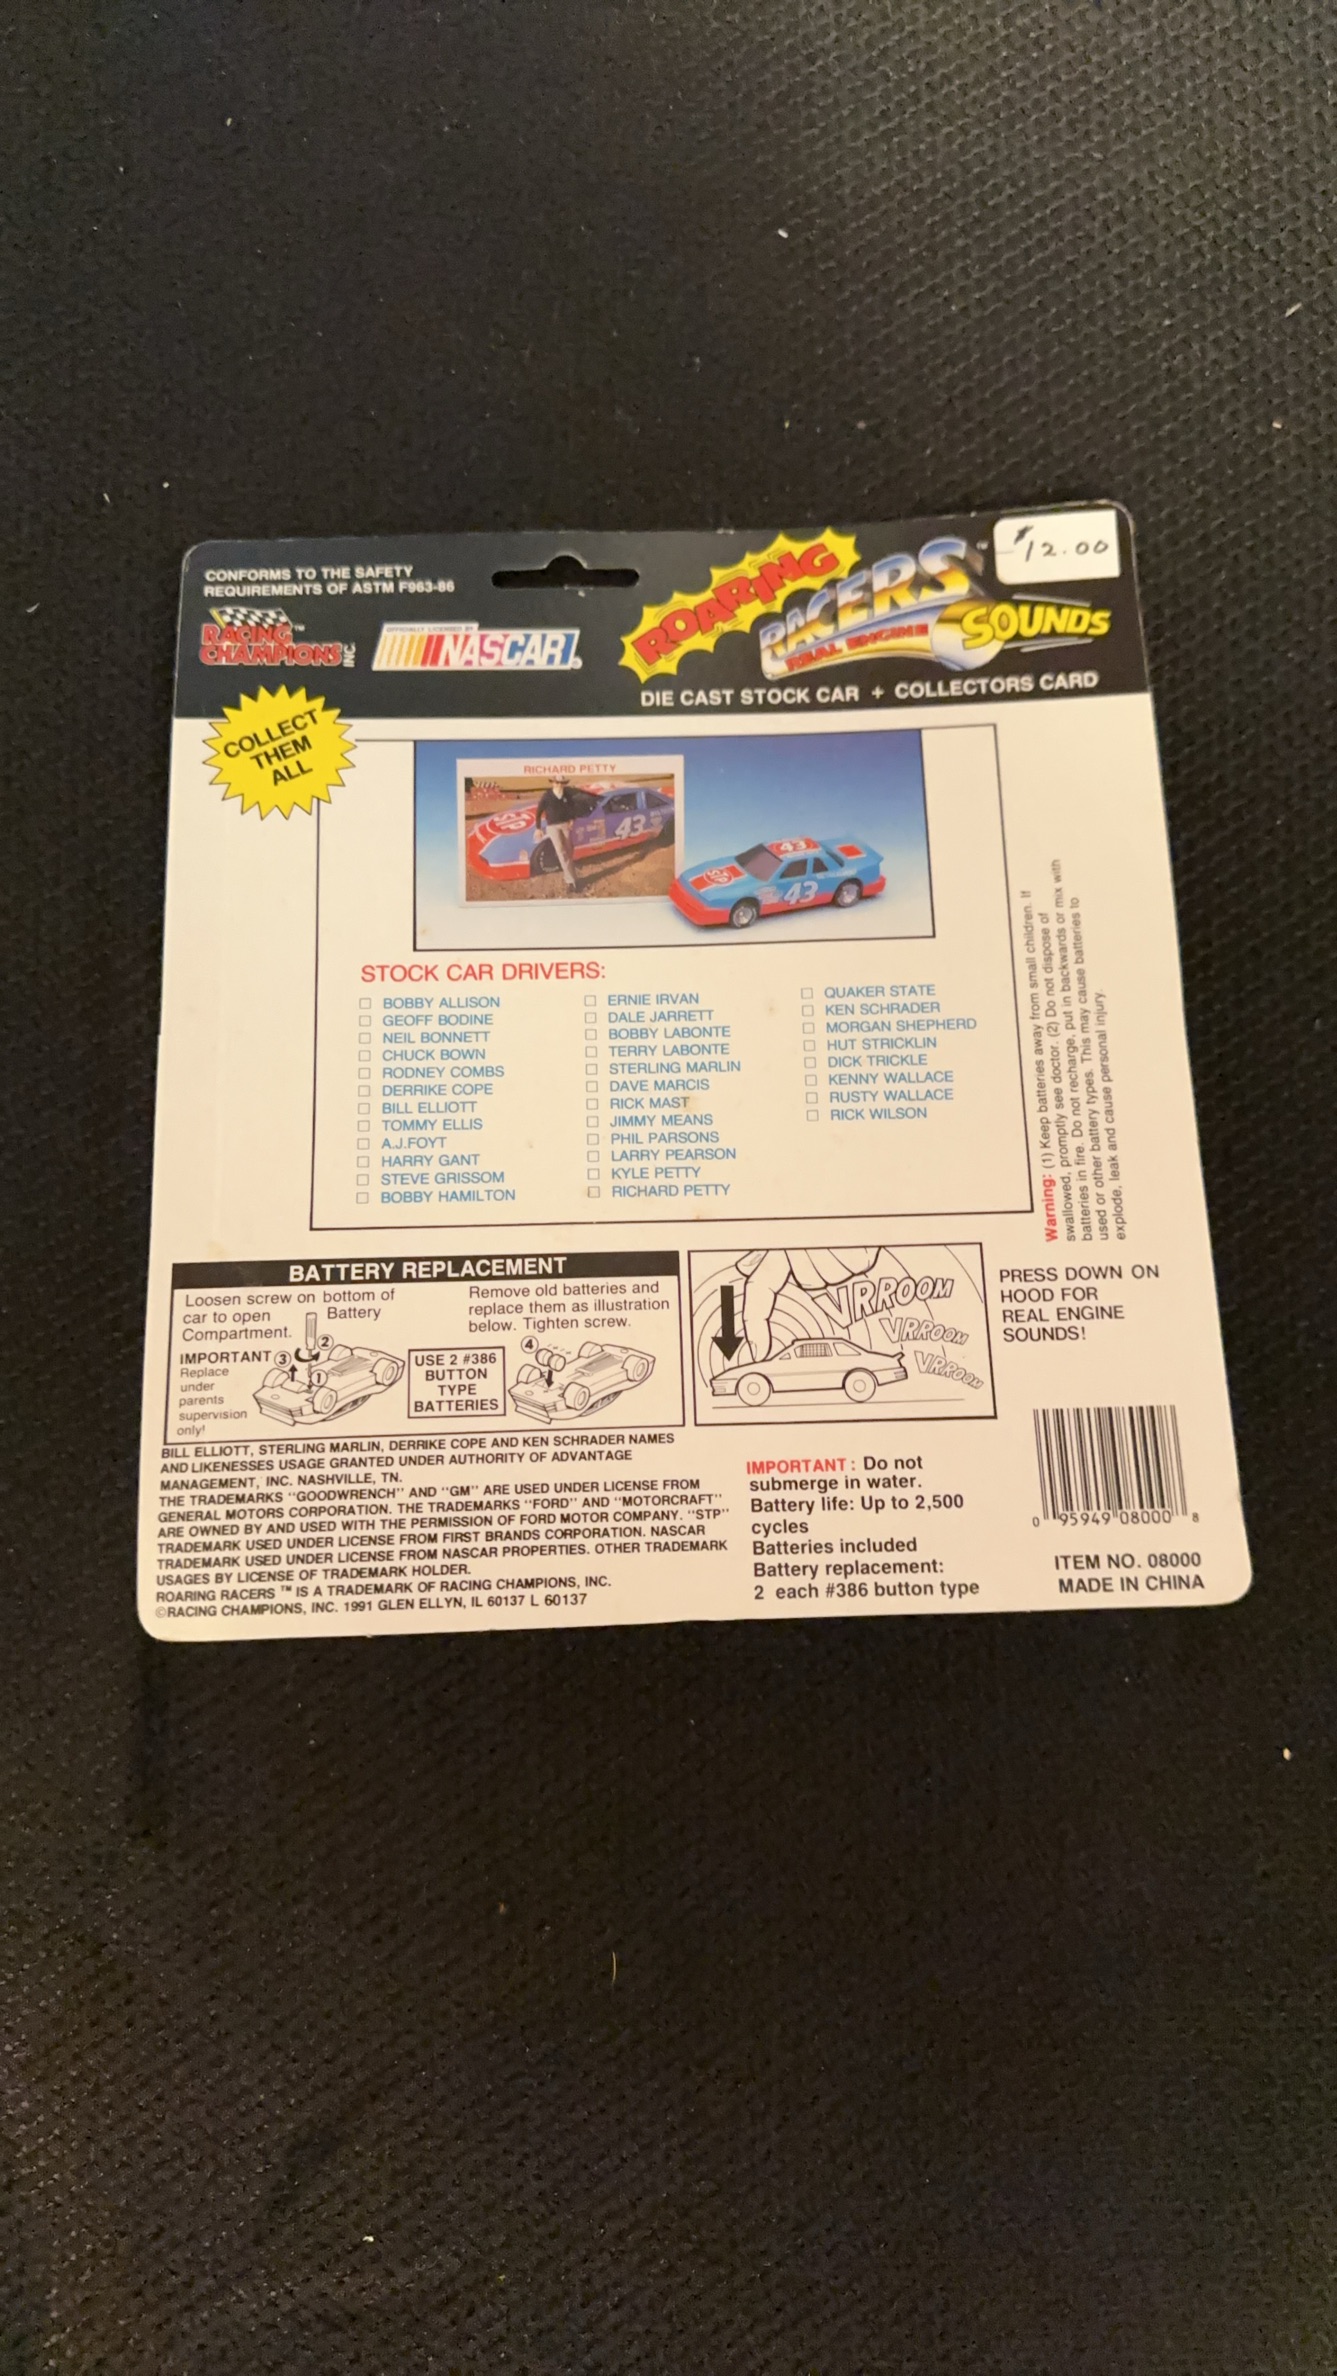 CONFORMS TO THE SAFETY
REQUIREMENTS OF ASTM F963-86
RACING
CHAMPIONS INC
™
OFFICIALLY LICENSED BY
NASCAR.
ROARING
RACERS™
REAL ENGINE
SOUNDS
$12.00
DIE CAST STOCK CAR + COLLECTORS CARD
COLLECT
THEM
ALL
RICHARD PETTY
STP
43
43
STP
43
STOCK CAR DRIVERS:
☐ BOBBY ALLISON
☐ GEOFF BODINE
☐ NEIL BONNETT
☐ CHUCK BOWN
☐ RODNEY COMBS
☐ DERRIKE COPE
☐ BILL ELLIOTT
☐ TOMMY ELLIS
☐ A.J.FOYT
☐ HARRY GANT
☐ STEVE GRISSOM
☐ BOBBY HAMILTON
☐ ERNIE IRVAN
☐ DALE JARRETT
☐ BOBBY LABONTE
☐ TERRY LABONTE
☐ STERLING MARLIN
☐ DAVE MARCIS
☐ RICK MAST
☐ JIMMY MEANS
☐ PHIL PARSONS
☐ LARRY PEARSON
☐ KYLE PETTY
☐ RICHARD PETTY
☐ QUAKER STATE
☐ KEN SCHRADER
☐ MORGAN SHEPHERD
☐ HUT STRICKLIN
☐ DICK TRICKLE
☐ KENNY WALLACE
☐ RUSTY WALLACE
☐ RICK WILSON
Warning: (1) Keep batteries away from small children. If
swallowed, promptly see doctor. (2) Do not dispose of
batteries in fire. Do not recharge, put in backwards or mix with
used or other battery types. This may cause batteries to
explode, leak and cause personal injury.
BATTERY REPLACEMENT
Loosen screw on bottom of
car to open Battery
Compartment.
IMPORTANT
Replace
under
parents
supervision
only!
3
2
1
USE 2 #386
BUTTON
TYPE
BATTERIES
Remove old batteries and
replace them as illustration
below. Tighten screw.
4
VRROOM
VRROOM
VRROOM
PRESS DOWN ON
HOOD FOR
REAL ENGINE
SOUNDS!
BILL ELLIOTT, STERLING MARLIN, DERRIKE COPE AND KEN SCHRADER NAMES
AND LIKENESSES USAGE GRANTED UNDER AUTHORITY OF ADVANTAGE
MANAGEMENT, INC. NASHVILLE, TN.
THE TRADEMARKS "GOODWRENCH" AND "GM" ARE USED UNDER LICENSE FROM
GENERAL MOTORS CORPORATION. THE TRADEMARKS "FORD" AND "MOTORCRAFT"
ARE OWNED BY AND USED WITH THE PERMISSION OF FORD MOTOR COMPANY. "STP"
TRADEMARK USED UNDER LICENSE FROM FIRST BRANDS CORPORATION. NASCAR
TRADEMARK USED UNDER LICENSE FROM NASCAR PROPERTIES. OTHER TRADEMARK
USAGES BY LICENSE OF TRADEMARK HOLDER.
ROARING RACERS ™ IS A TRADEMARK OF RACING CHAMPIONS, INC.
©RACING CHAMPIONS, INC. 1991 GLEN ELLYN, IL 60137 L 60137
IMPORTANT : Do not
submerge in water.
Battery life: Up to 2,500
cycles
Batteries included
Battery replacement:
2 each #386 button type
0 95949 08000 8
ITEM NO. 08000
MADE IN CHINA